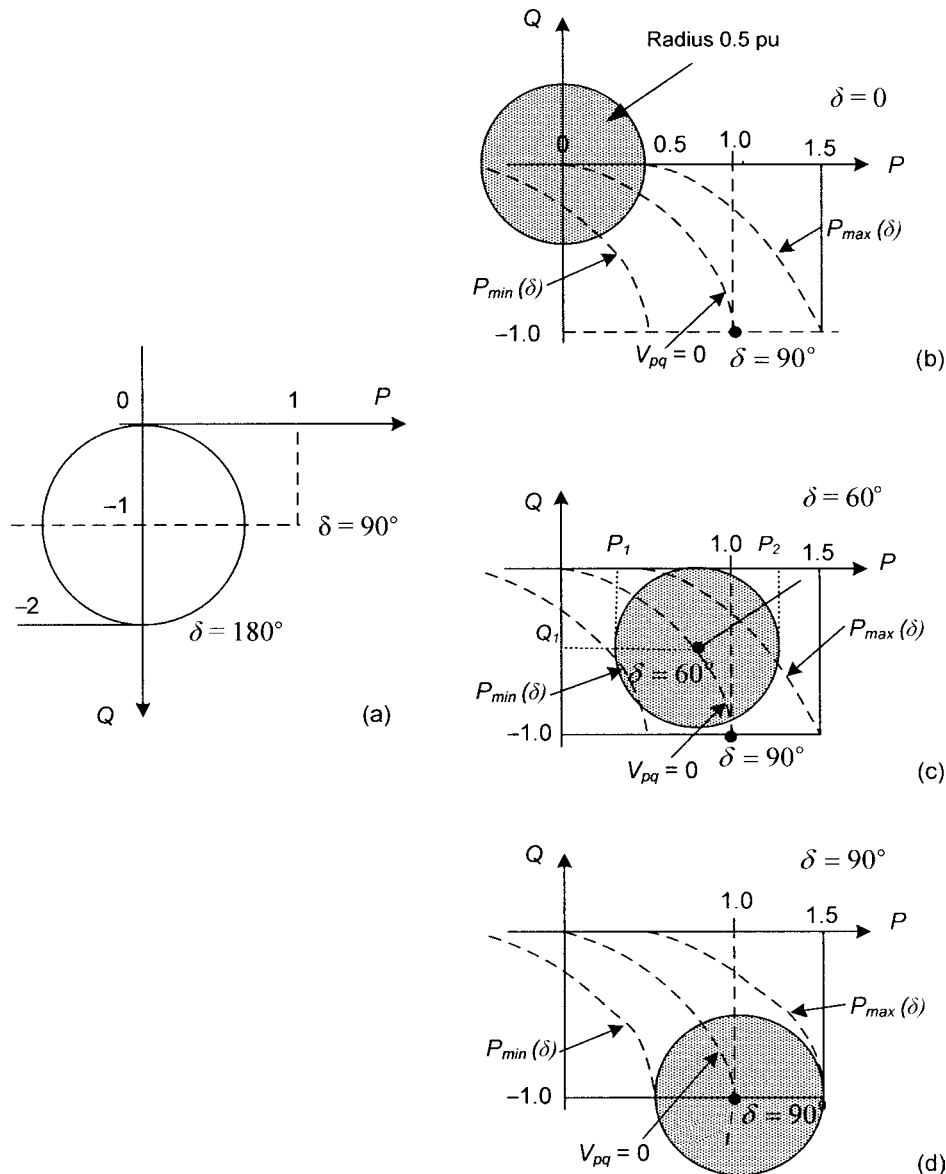 Q
Radius 0.5 pu
δ = 0
0 0.5 1.0 1.5
P
P_max (δ)
P_min (δ)
−1.0
V_pq = 0
δ = 90°
(b)
0 1 P
−1
δ = 90°
−2
δ = 180°
Q
(a)
Q
δ = 60°
P_1 1.0 P_2 1.5
P
Q_1
δ = 60°
P_max (δ)
P_min (δ)
−1.0
V_pq = 0
δ = 90°
(c)
Q
δ = 90°
1.0 1.5
P
P_max (δ)
P_min (δ)
−1.0
δ = 90°
V_pq = 0
(d)